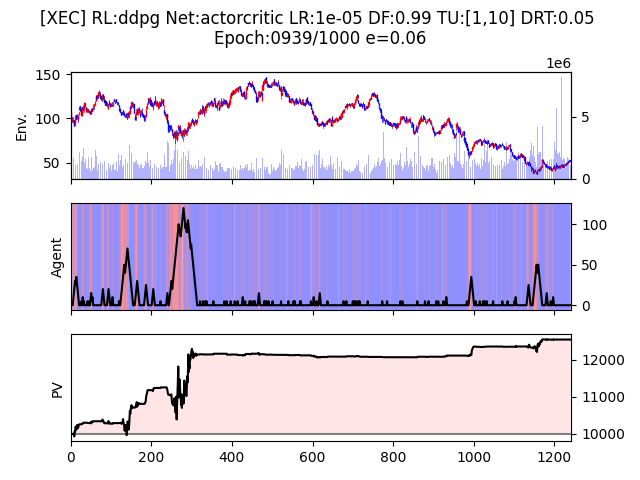 [XEC] RL:ddpg Net:actorcritic LR:1e-05 DF:0.99 TU:[1,10] DRT:0.05
Epoch:0939/1000 e=0.06
1e6
150
100
50
Env.
5
0
Agent
100
50
0
PV
12000
11000
10000
0 200 400 600 800 1000 1200